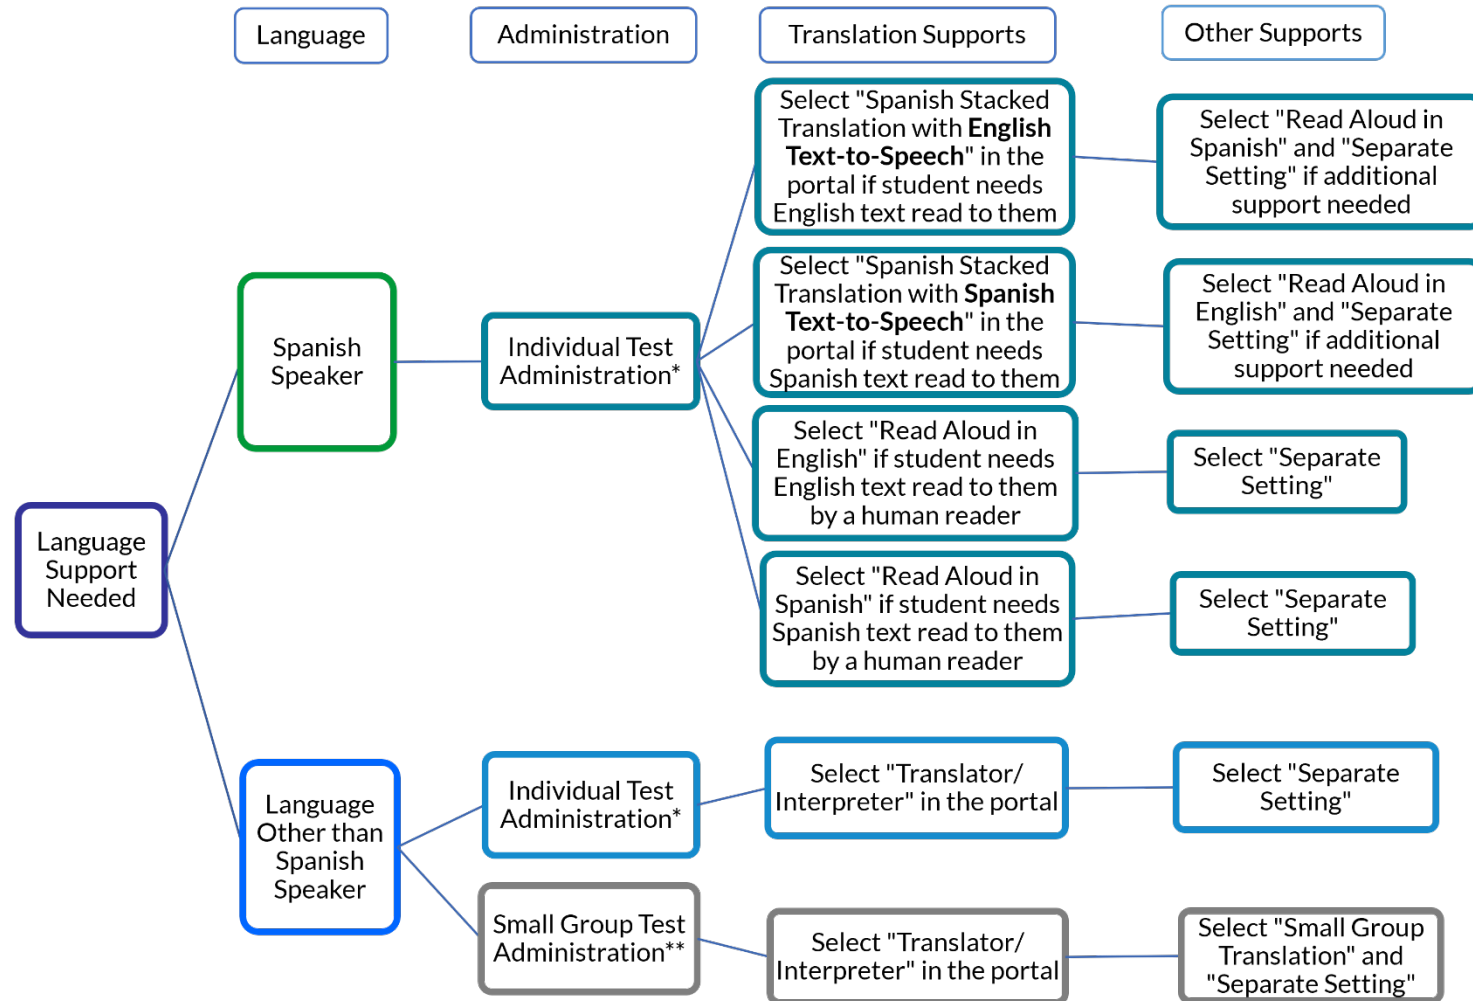 Language
Administration
Translation Supports
Other Supports
Language
Support
Needed
Spanish
Speaker
Individual Test
Administration*
Select "Spanish Stacked
Translation with English
Text-to-Speech" in the
portal if student needs
English text read to them
Select "Read Aloud in
Spanish" and "Separate
Setting" if additional
support needed
Select "Spanish Stacked
Translation with Spanish
Text-to-Speech" in the
portal if student needs
Spanish text read to them
Select "Read Aloud in
English" and "Separate
Setting" if additional
support needed
Select "Read Aloud in
English" if student needs
English text read to them
by a human reader
Select "Separate
Setting"
Select "Read Aloud in
Spanish" if student needs
Spanish text read to them
by a human reader
Select "Separate
Setting"
Language
Other than
Spanish
Speaker
Individual Test
Administration*
Select "Translator/
Interpreter" in the portal
Select "Separate
Setting"
Small Group Test
Administration**
Select "Translator/
Interpreter" in the portal
Select "Small Group
Translation" and
"Separate Setting"